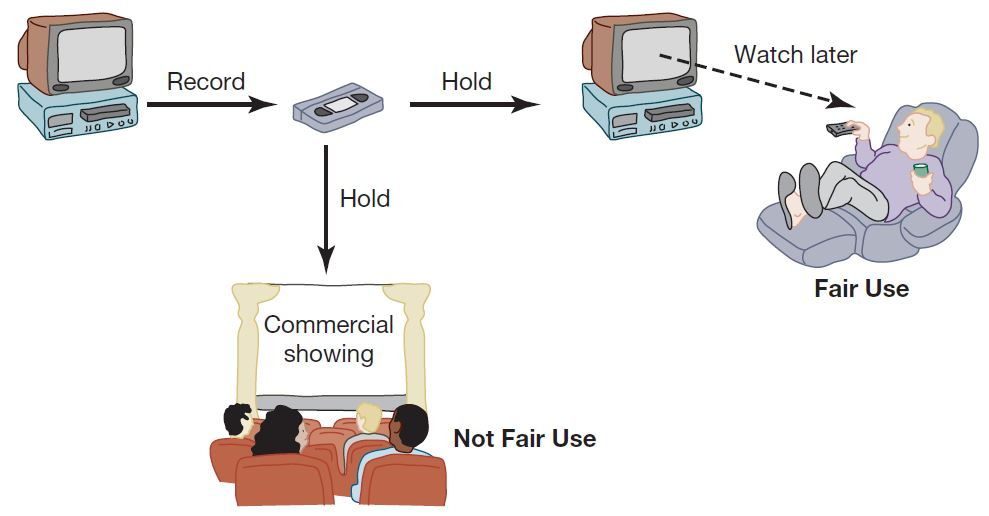 Watch later
Record
Hold
Hold
Fair Use
Commercial
showing
Not Fair Use